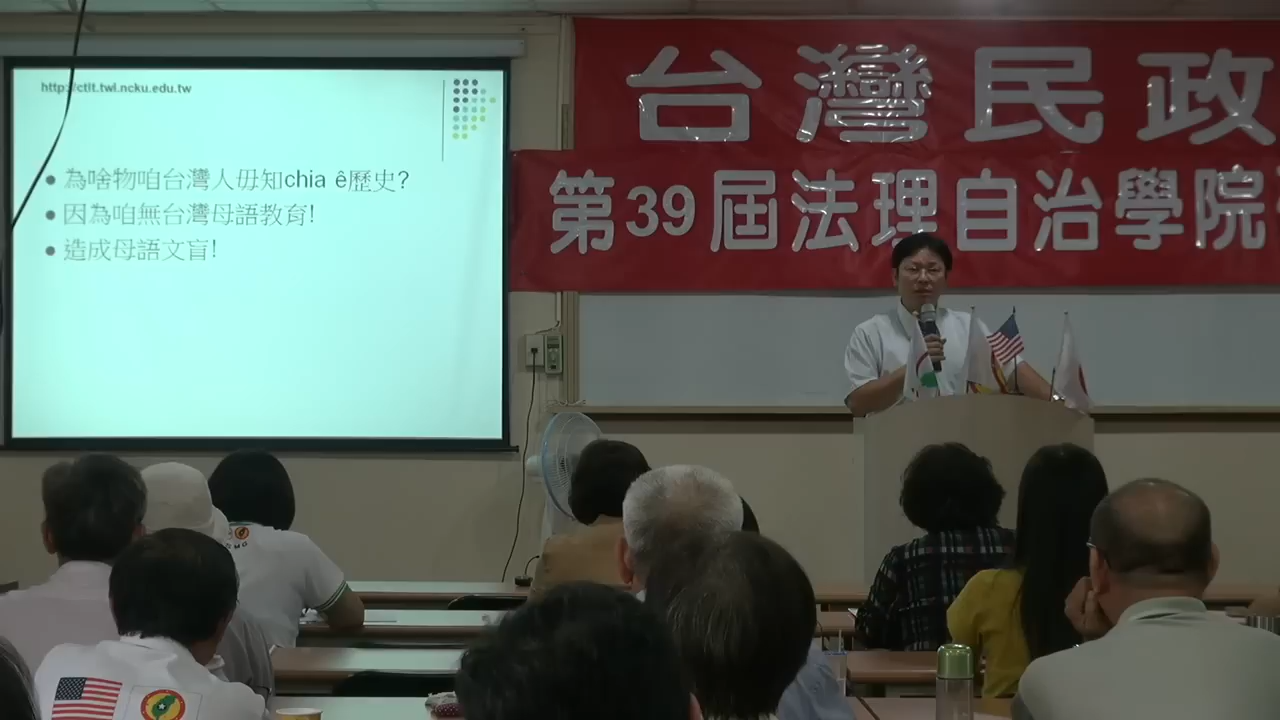 http://ctlt.twl.ncku.edu.tw
為啥物咱台灣人毋知chia ê歷史?
因為咱無台灣母語教育!
造成母語文盲!
台灣民政
第39屆法理自治學院